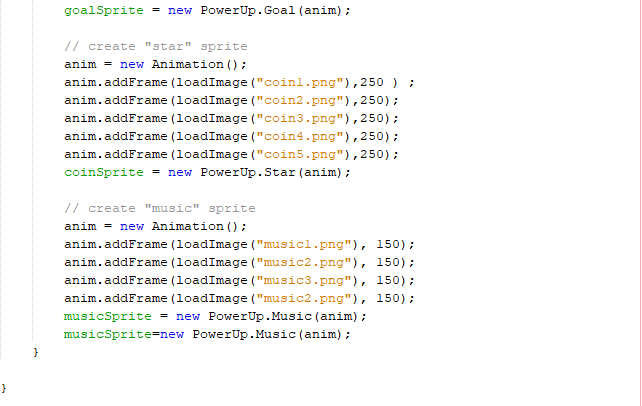 goalSprite = new PowerUp.Goal(anim);
// create "star" sprite
anim = new Animation();
anim.addFrame(loadImage("coin1.png"),250 ) ;
anim.addFrame(loadImage("coin2.png"),250);
anim.addFrame(loadImage("coin3.png"),250);
anim.addFrame(loadImage("coin4.png"),250);
anim.addFrame(loadImage("coin5.png"),250);
coinSprite = new PowerUp.Star(anim);
// create "music" sprite
anim = new Animation();
anim.addFrame(loadImage("music1.png"), 150);
anim.addFrame(loadImage("music2.png"), 150);
anim.addFrame(loadImage("music3.png"), 150);
anim.addFrame(loadImage("music2.png"), 150);
musicSprite = new PowerUp.Music(anim);
musicSprite=new PowerUp.Music(anim);
}
}